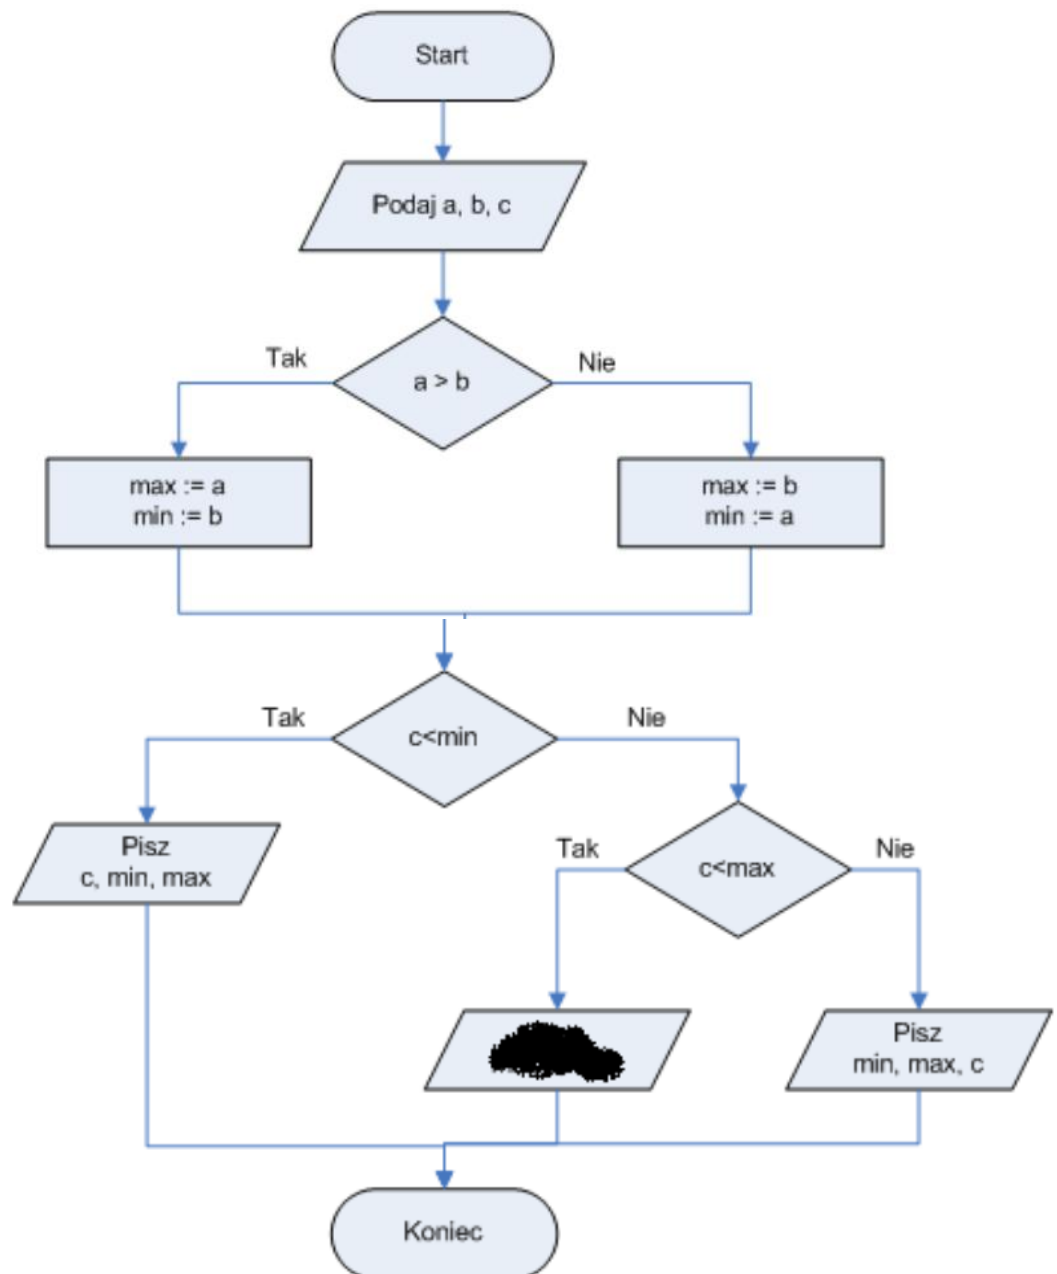 Start
Podaj a, b, c
Tak
Nie
a > b
max := a
min := b
max := b
min := a
Tak
Nie
c<min
Pisz
c, min, max
Tak
Nie
c<max
Pisz
min, max, c
Koniec